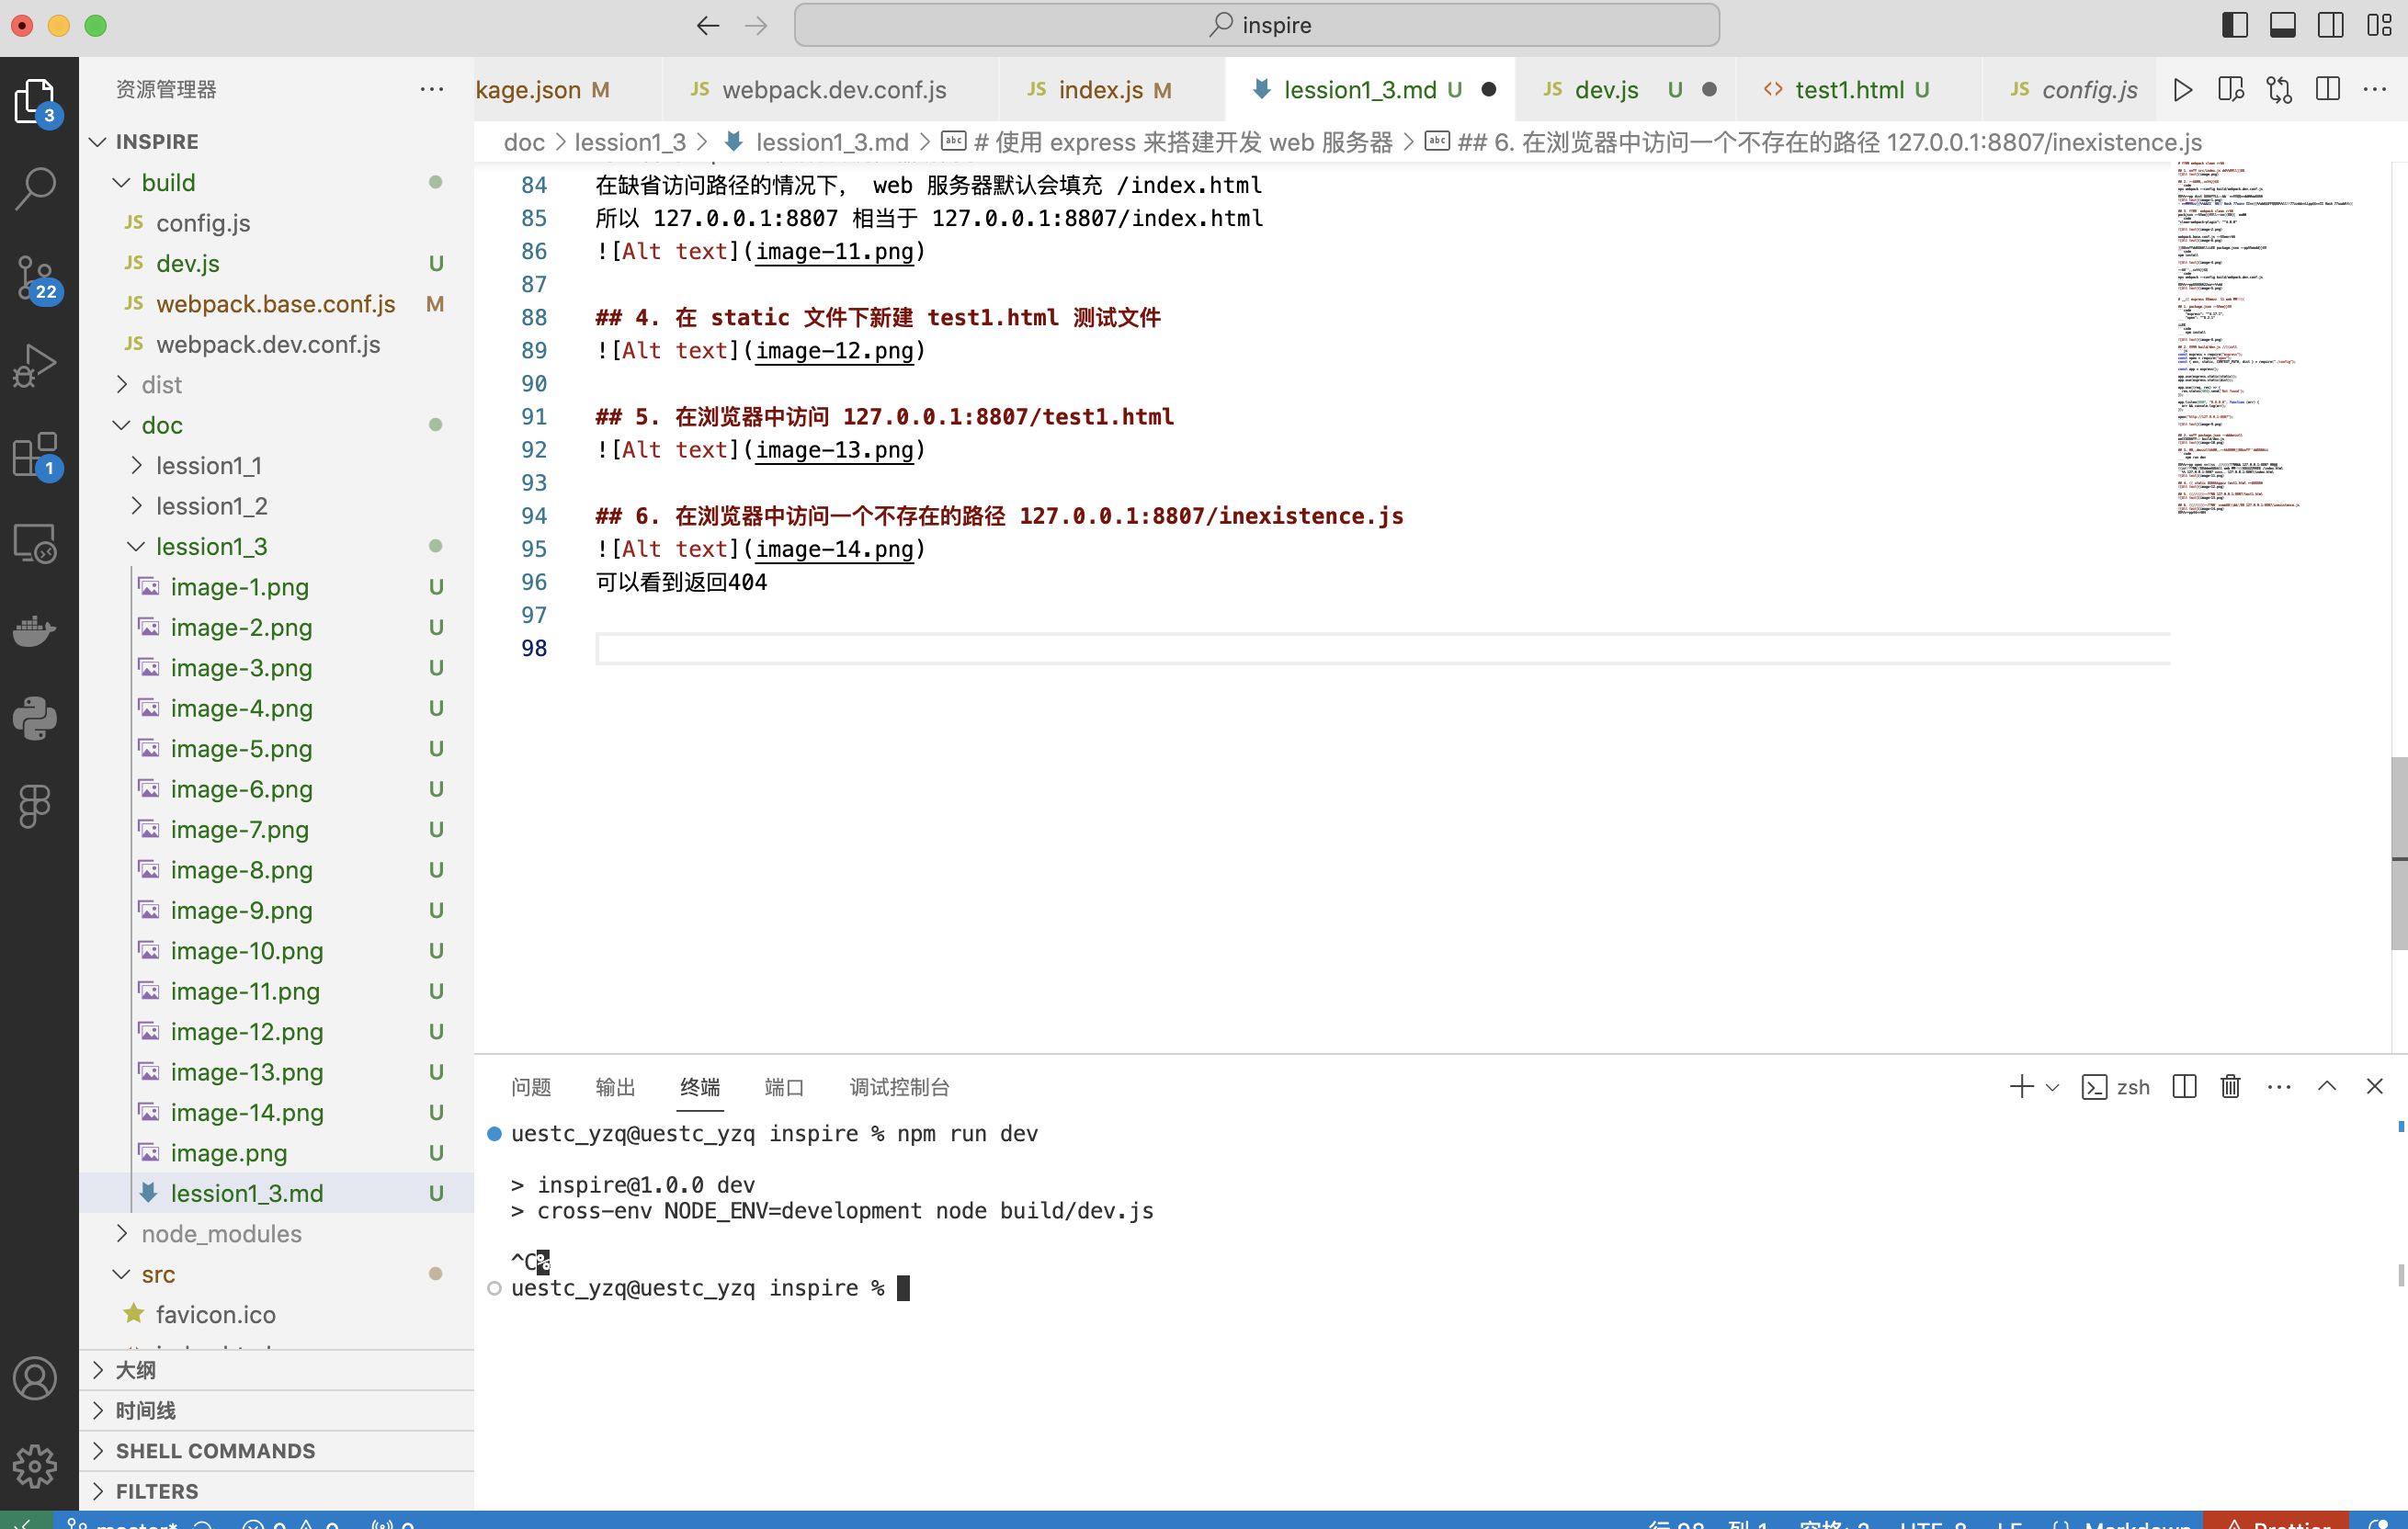 inspire
资源管理器
kage.json M
JS webpack.dev.conf.js
JS index.js M
lession1_3.md U
JS dev.js U
<> test1.html U
JS config.js
3
22
1
doc > lession1_3 > lession1_3.md > abc # 使用 express 来搭建开发 web 服务器 > abc ## 6. 在浏览器中访问一个不存在的路径 127.0.0.1:8807/inexistence.js
INSPIRE
build
JS config.js
JS dev.js U
JS webpack.base.conf.js M
JS webpack.dev.conf.js
dist
doc
lession1_1
lession1_2
lession1_3
image-1.png U
image-2.png U
image-3.png U
image-4.png U
image-5.png U
image-6.png U
image-7.png U
image-8.png U
image-9.png U
image-10.png U
image-11.png U
image-12.png U
image-13.png U
image-14.png U
image.png U
lession1_3.md U
node_modules
src
favicon.ico
大纲
时间线
SHELL COMMANDS
FILTERS
84 在缺省访问路径的情况下， web 服务器默认会填充 /index.html
85 所以 127.0.0.1:8807 相当于 127.0.0.1:8807/index.html
86 ![Alt text](image-11.png)
87
88 ## 4. 在 static 文件下新建 test1.html 测试文件
89 ![Alt text](image-12.png)
90
91 ## 5. 在浏览器中访问 127.0.0.1:8807/test1.html
92 ![Alt text](image-13.png)
93
94 ## 6. 在浏览器中访问一个不存在的路径 127.0.0.1:8807/inexistence.js
95 ![Alt text](image-14.png)
96 可以看到返回404
97
98
问题 输出 终端 端口 调试控制台
zsh
uestc_yzq@uestc_yzq inspire % npm run dev
> inspire@1.0.0 dev
> cross-env NODE_ENV=development node build/dev.js
^C%
uestc_yzq@uestc_yzq inspire %
master* 0 0 0
行 98, 列 1 空格: 2 UTF-8 LF {} Markdown Prettier